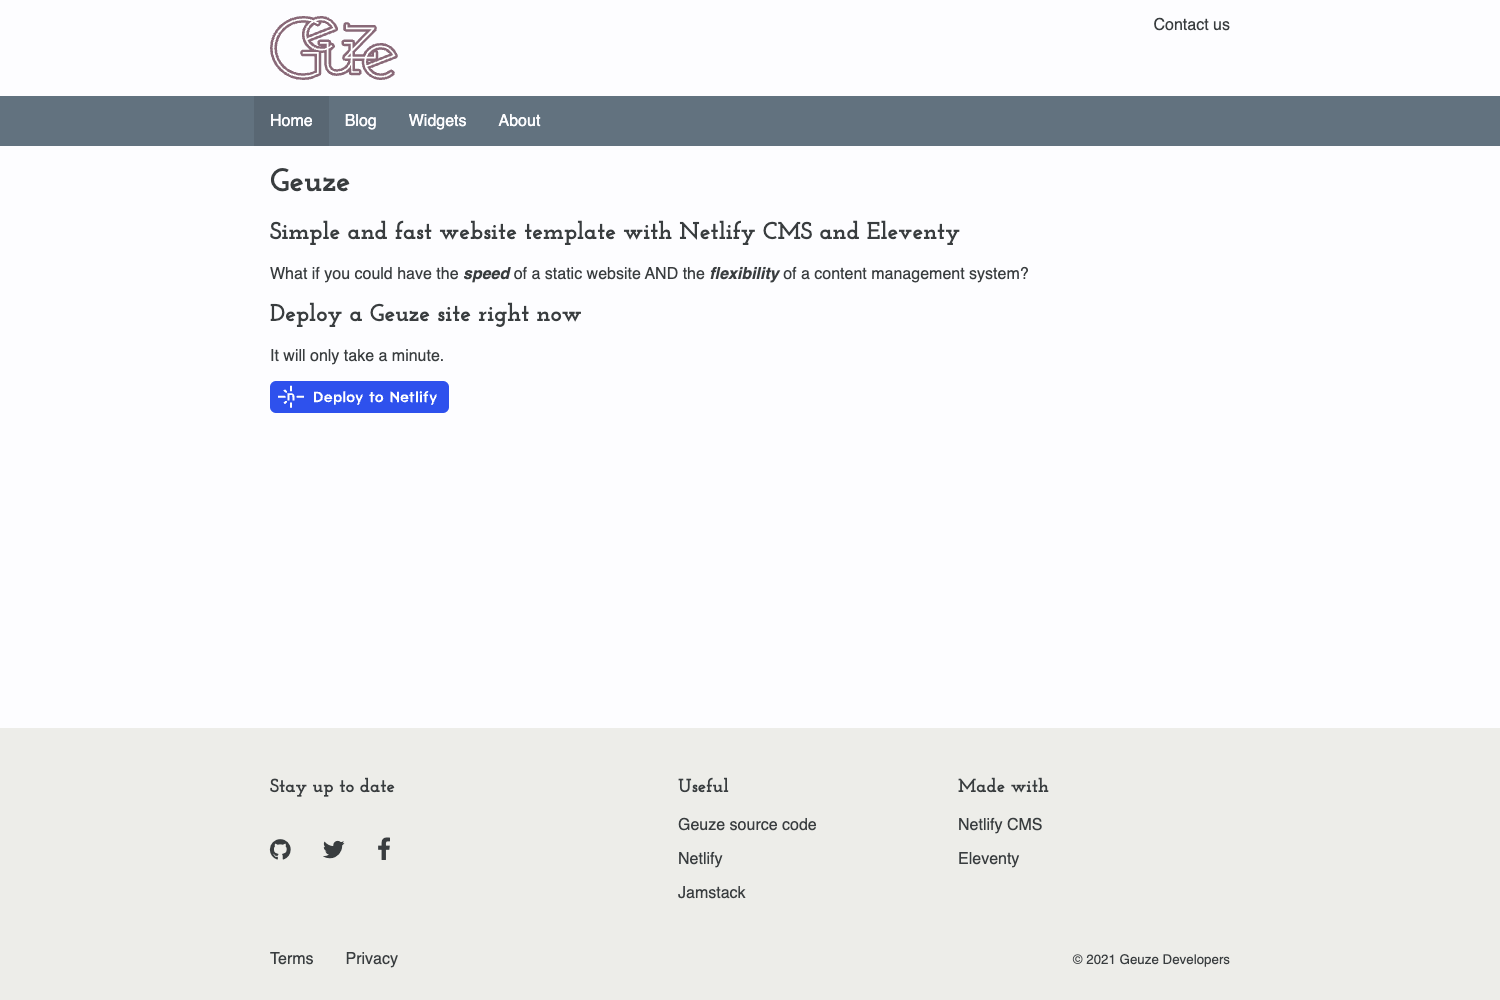 Geuze
Contact us
Home Blog Widgets About
Geuze
Simple and fast website template with Netlify CMS and Eleventy
What if you could have the speed of a static website AND the flexibility of a content management system?
Deploy a Geuze site right now
It will only take a minute.
Deploy to Netlify
Stay up to date
Useful
Geuze source code
Netlify
Jamstack
Made with
Netlify CMS
Eleventy
Terms Privacy
© 2021 Geuze Developers